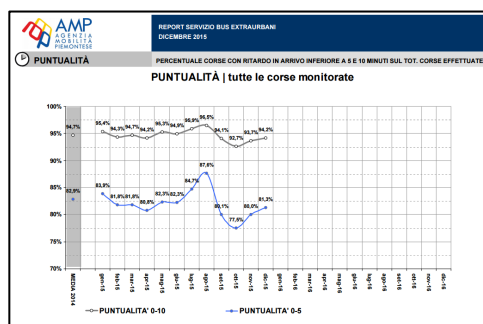 AMP
AGENZIA
MOBILITÀ
PIEMONTESE
REPORT SERVIZIO BUS EXTRAURBANI
DICEMBRE 2015
PUNTUALITÀ
PERCENTUALE CORSE CON RITARDO IN ARRIVO INFERIORE A 5 E 10 MINUTI SUL TOT. CORSE EFFETTUATE
PUNTUALITÀ | tutte le corse monitorate
100%
95%
90%
85%
80%
75%
70%
94,7% 95,4% 94,3% 94,7% 94,2% 95,3% 94,9% 95,9% 96,5% 94,1% 92,7% 93,7% 94,2%
82,9% 83,9% 81,8% 81,8% 80,8% 82,3% 82,3% 84,7% 87,6% 80,1% 77,5% 80,0% 81,3%
MEDIA 2014 gen-15 feb-15 mar-15 apr-15 mag-15 giu-15 lug-15 ago-15 set-15 ott-15 nov-15 dic-15 gen-16 feb-16 mar-16 apr-16 mag-16 giu-16 lug-16 ago-16 set-16 ott-16 nov-16 dic-16
PUNTUALITA' 0-10 PUNTUALITA' 0-5